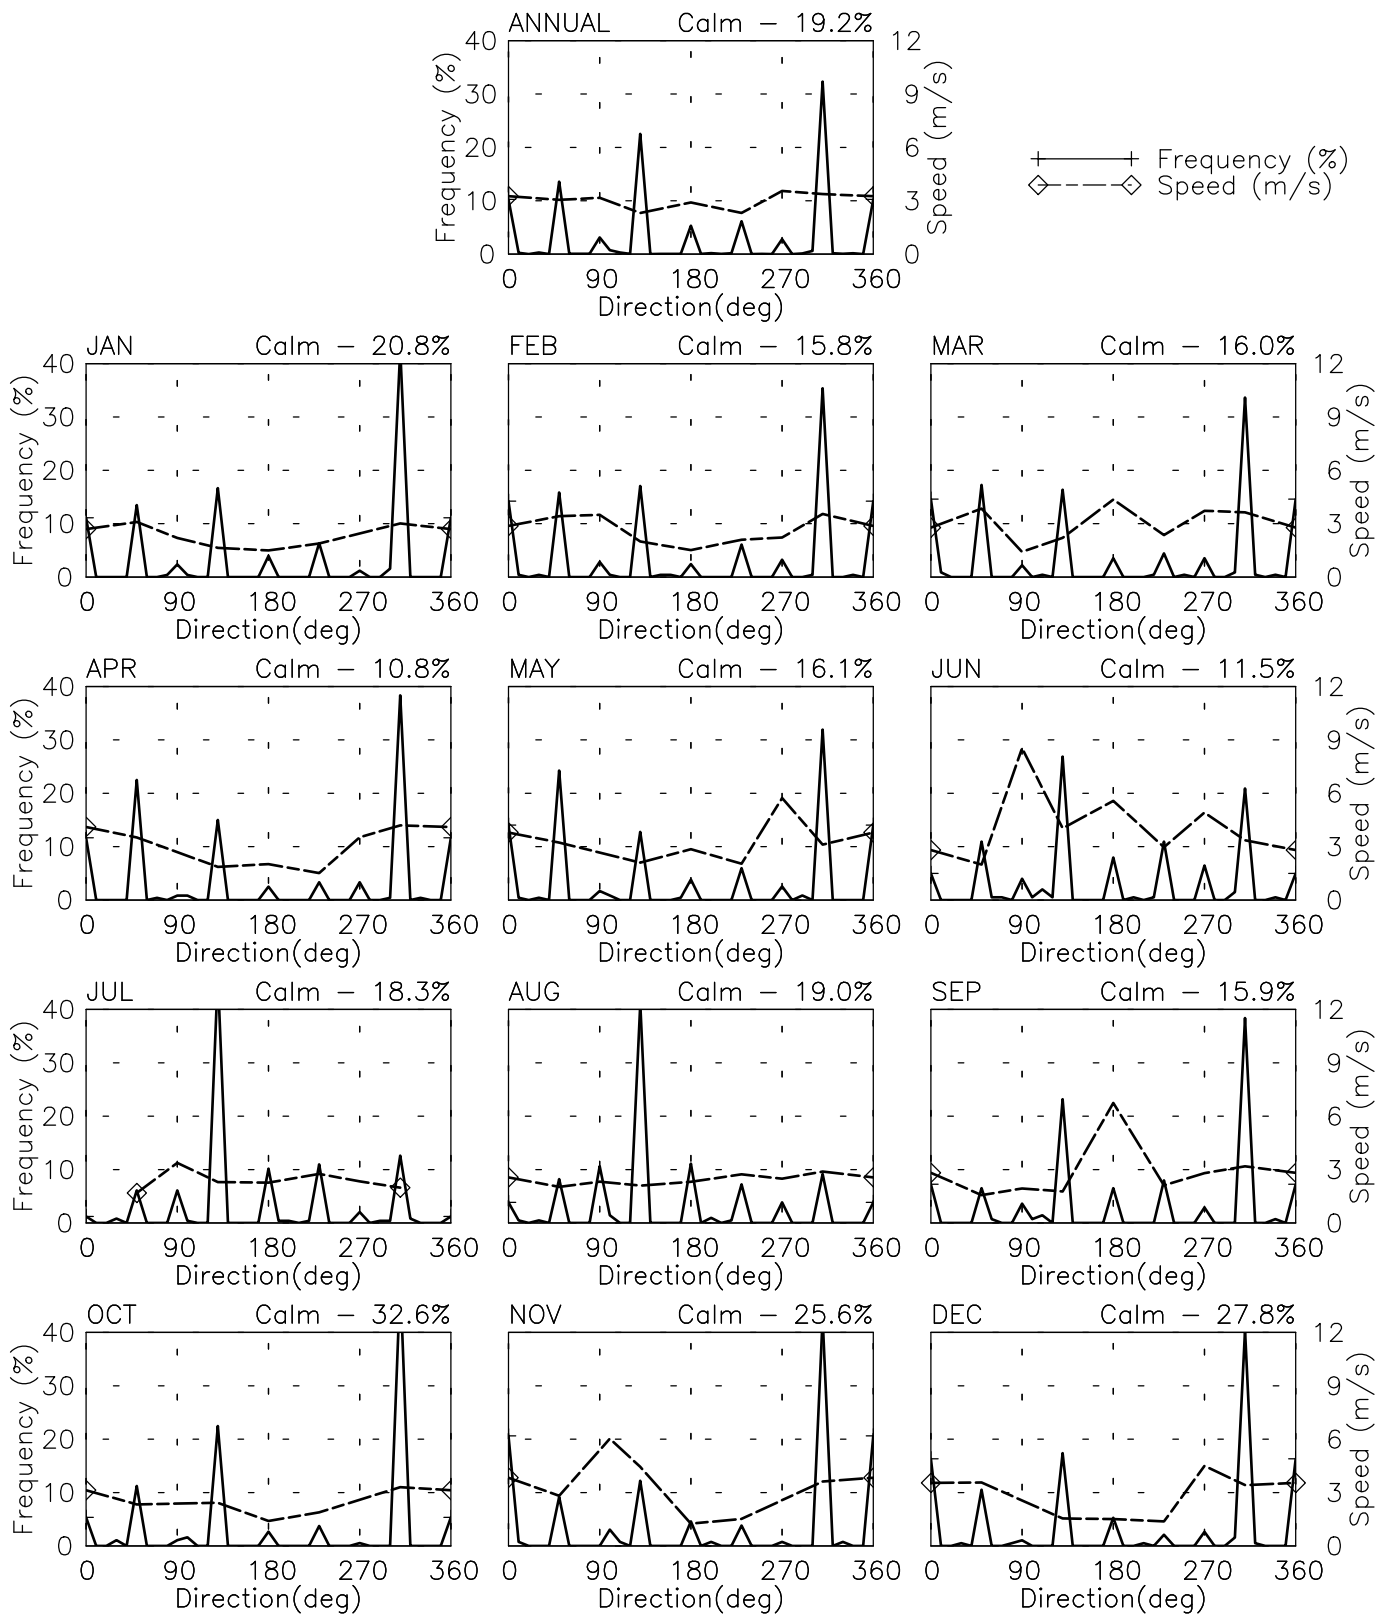 ANNUAL Calm - 19.2%
40 12
30 9
20 6
10 3
0 0
Frequency (%)
Speed (m/s)
0 90 180 270 360
Direction(deg)
Frequency (%)
Speed (m/s)
JAN Calm - 20.8%
40
30
20
10
0
Frequency (%)
0 90 180 270 360
Direction(deg)
FEB Calm - 15.8%
0 90 180 270 360
Direction(deg)
MAR Calm - 16.0%
12
9
6
3
0
Speed (m/s)
0 90 180 270 360
Direction(deg)
APR Calm - 10.8%
40
30
20
10
0
Frequency (%)
0 90 180 270 360
Direction(deg)
MAY Calm - 16.1%
0 90 180 270 360
Direction(deg)
JUN Calm - 11.5%
12
9
6
3
0
Speed (m/s)
0 90 180 270 360
Direction(deg)
JUL Calm - 18.3%
40
30
20
10
0
Frequency (%)
0 90 180 270 360
Direction(deg)
AUG Calm - 19.0%
0 90 180 270 360
Direction(deg)
SEP Calm - 15.9%
12
9
6
3
0
Speed (m/s)
0 90 180 270 360
Direction(deg)
OCT Calm - 32.6%
40
30
20
10
0
Frequency (%)
0 90 180 270 360
Direction(deg)
NOV Calm - 25.6%
0 90 180 270 360
Direction(deg)
DEC Calm - 27.8%
12
9
6
3
0
Speed (m/s)
0 90 180 270 360
Direction(deg)